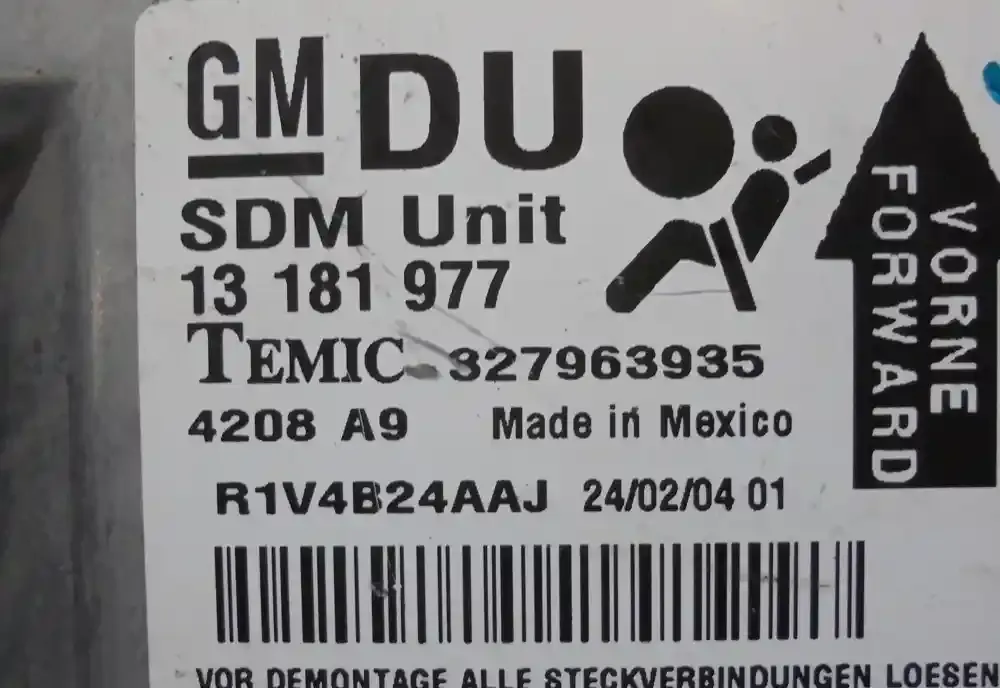 GM DU
SDM Unit
13 181 977
TEMIC 327963935
4208 A9 Made in Mexico
R1V4B24AAJ 24/02/04 01
VOR DEMONTAGE ALLE STECKVERBINDUNGEN LOESEN
VORNE
FORWARD